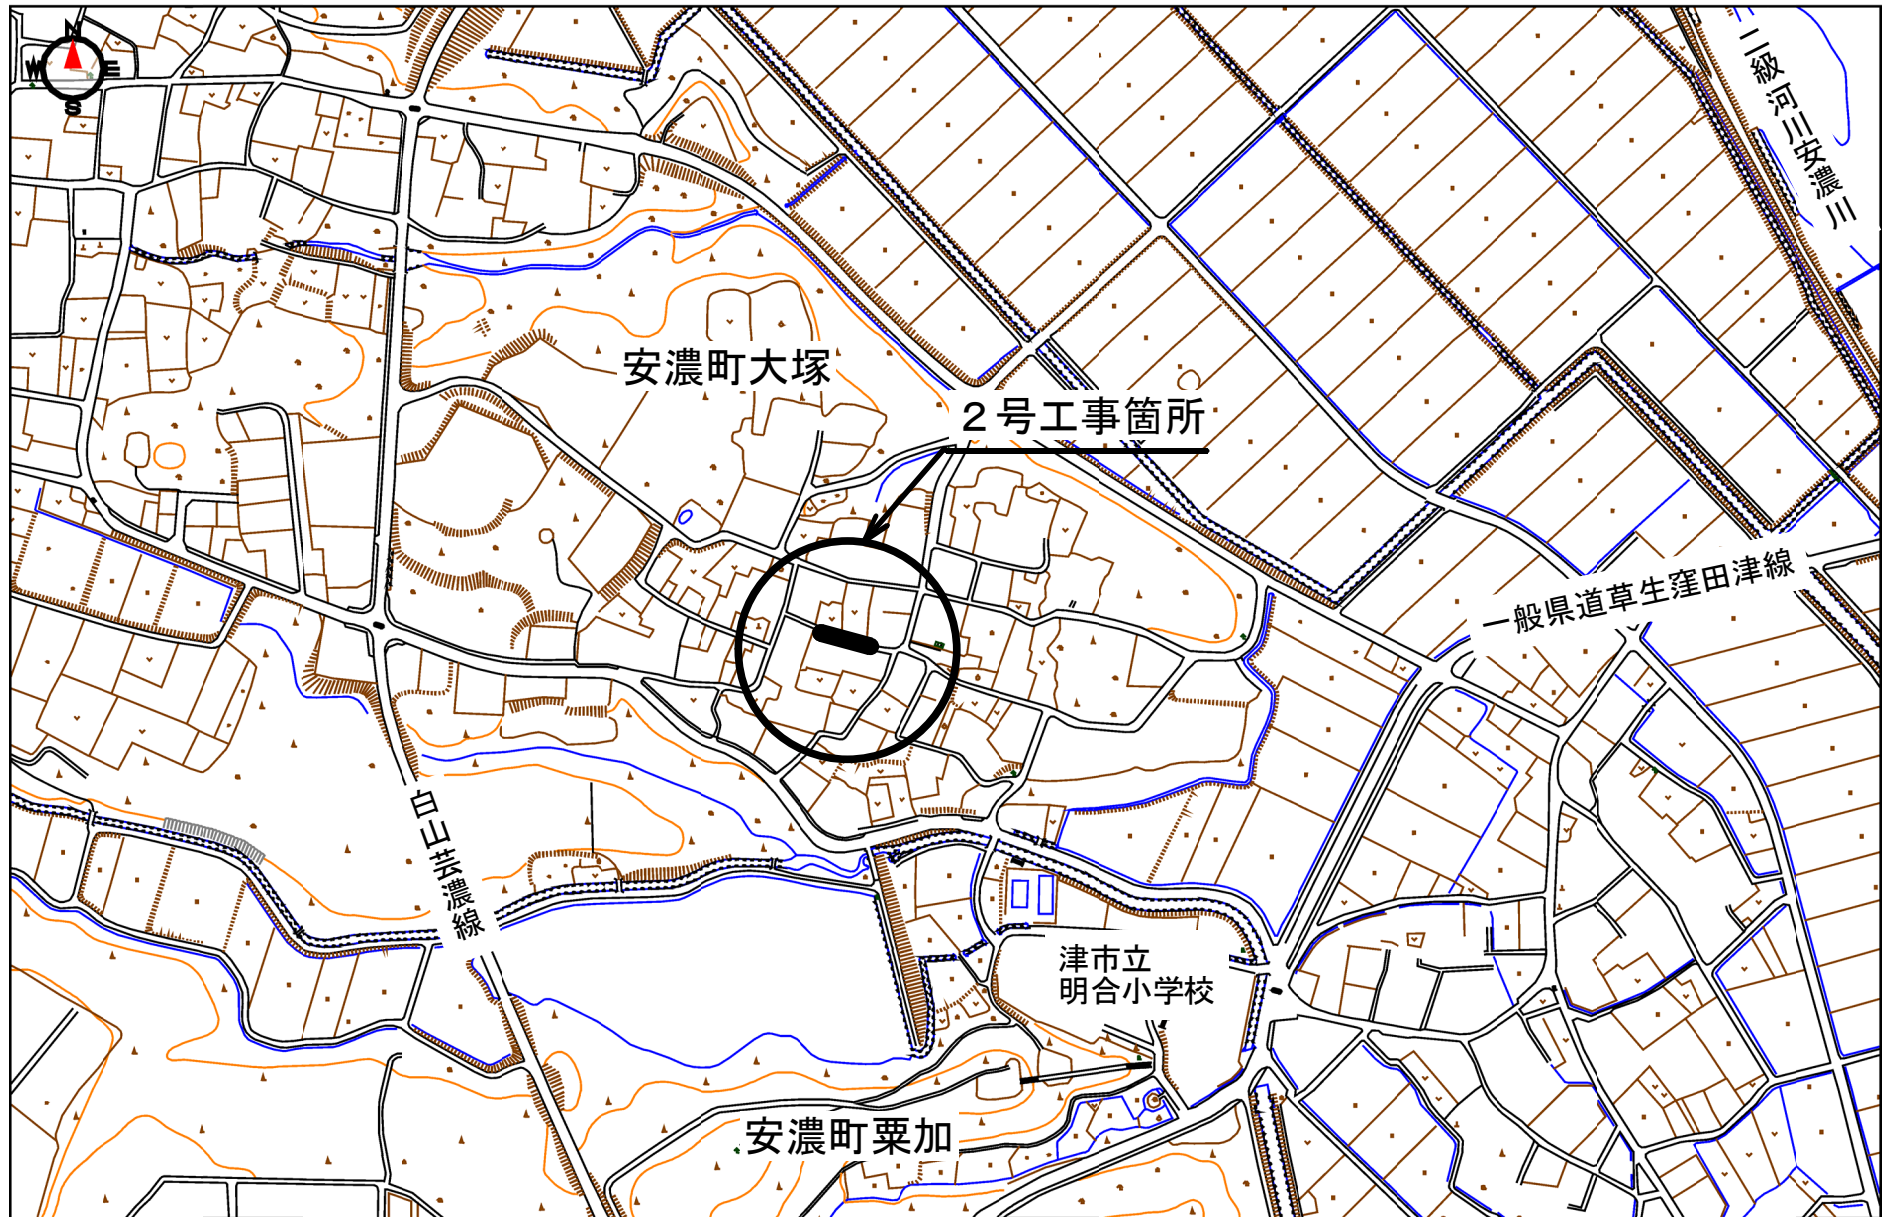 N
W E
S
二級河川安濃川
安濃町大塚
２号工事箇所
一般県道草生窪田津線
白山芸濃線
津市立
明合小学校
安濃町粟加